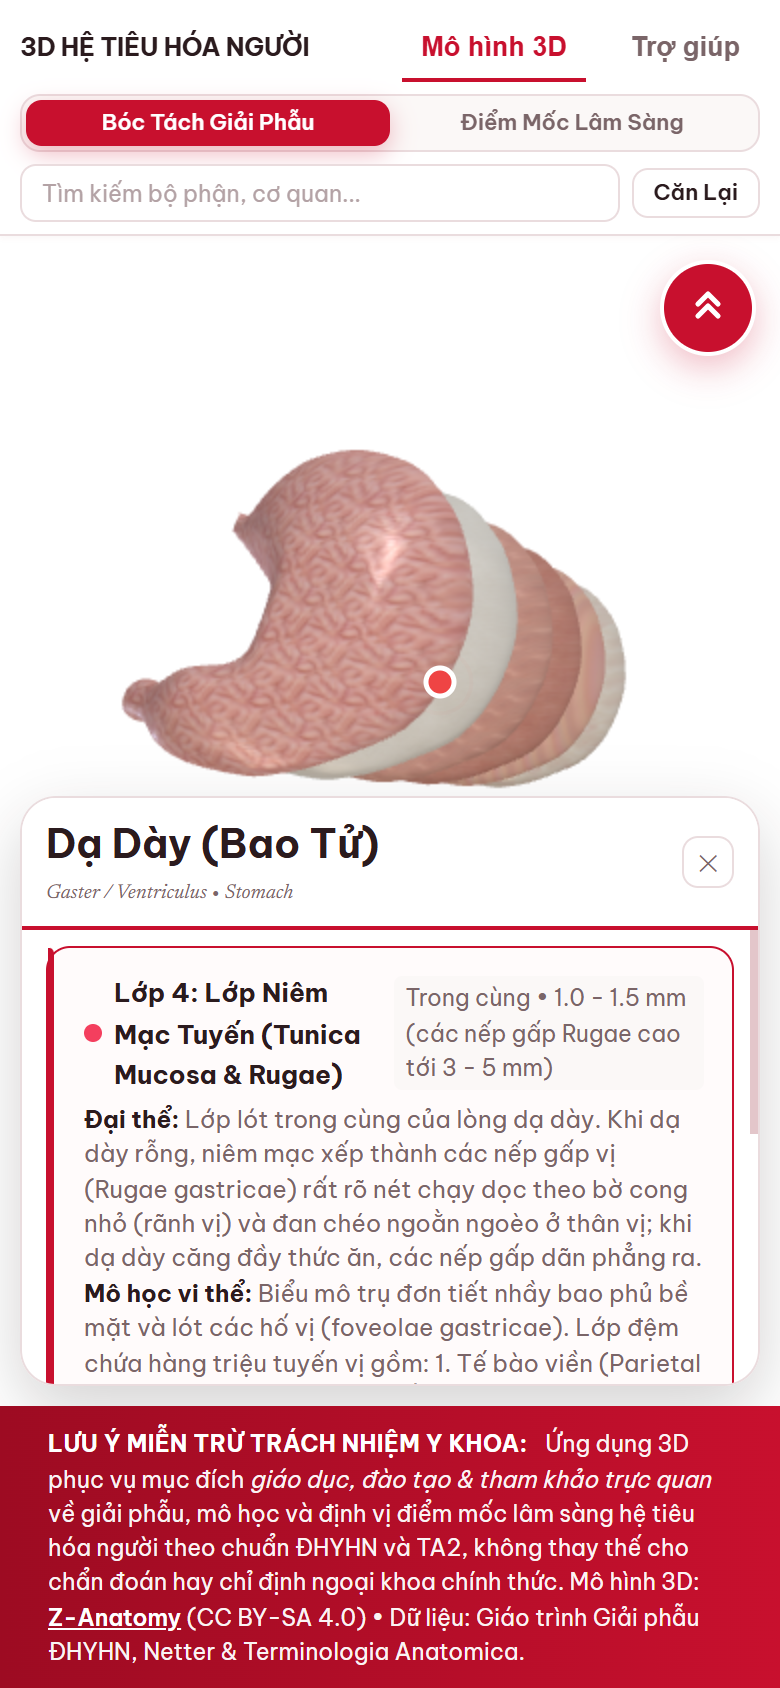 3D HỆ TIÊU HÓA NGƯỜI
Mô hình 3D
Trợ giúp
Bóc Tách Giải Phẫu
Điểm Mốc Lâm Sàng
Tìm kiếm bộ phận, cơ quan...
Căn Lại
Dạ Dày (Bao Tử)
Gaster / Ventriculus • Stomach
Lớp 4: Lớp Niêm
Mạc Tuyến (Tunica
Mucosa & Rugae)
Trong cùng • 1.0 - 1.5 mm
(các nếp gấp Rugae cao
tới 3 - 5 mm)
Đại thể: Lớp lót trong cùng của lòng dạ dày. Khi dạ
dày rỗng, niêm mạc xếp thành các nếp gấp vị
(Rugae gastricae) rất rõ nét chạy dọc theo bờ cong
nhỏ (rãnh vị) và đan chéo ngoằn ngoèo ở thân vị; khi
dạ dày căng đầy thức ăn, các nếp gấp dãn phẳng ra.
Mô học vi thể: Biểu mô trụ đơn tiết nhầy bao phủ bề
mặt và lót các hố vị (foveolae gastricae). Lớp đệm
chứa hàng triệu tuyến vị gồm: 1. Tế bào viền (Parietal
LƯU Ý MIỄN TRỪ TRÁCH NHIỆM Y KHOA: Ứng dụng 3D
phục vụ mục đích giáo dục, đào tạo & tham khảo trực quan
về giải phẫu, mô học và định vị điểm mốc lâm sàng hệ tiêu
hóa người theo chuẩn ĐHYHN và TA2, không thay thế cho
chẩn đoán hay chỉ định ngoại khoa chính thức. Mô hình 3D:
Z-Anatomy (CC BY-SA 4.0) • Dữ liệu: Giáo trình Giải phẫu
ĐHYHN, Netter & Terminologia Anatomica.